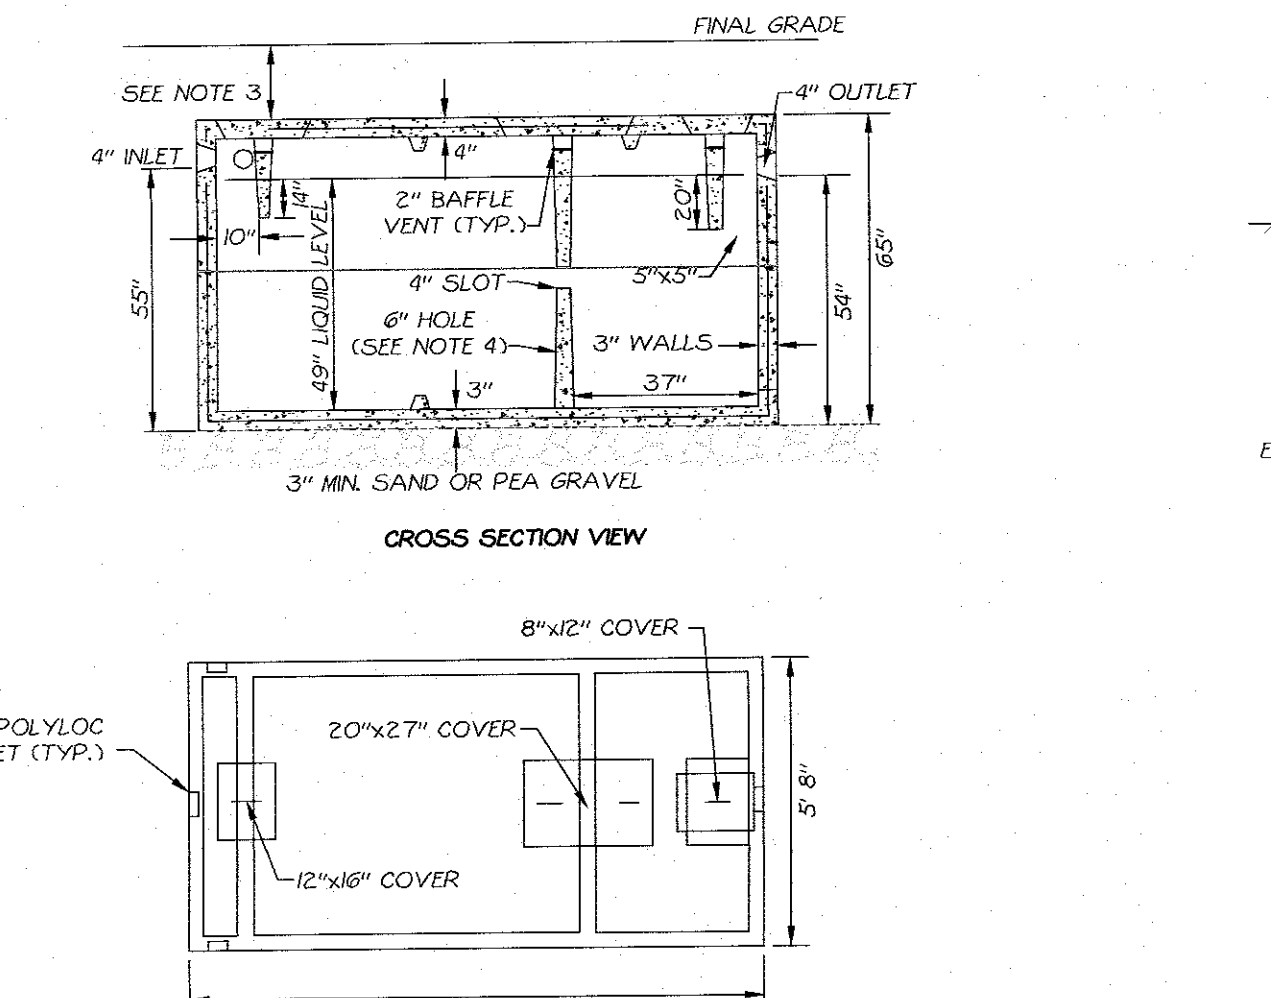 FINAL GRADE
SEE NOTE 3
4" OUTLET
4" INLET
4"
14"
2" BAFFLE
VENT (TYP.)
20"
10"
65"
49" LIQUID LEVEL
4" SLOT
5"x5"
55"
54"
6" HOLE
(SEE NOTE 4)
3" WALLS
3"
37"
3" MIN. SAND OR PEA GRAVEL
CROSS SECTION VIEW
8"x12" COVER
POLYLOC
ET (TYP.)
20"x27" COVER
5' 8"
12"x16" COVER
E